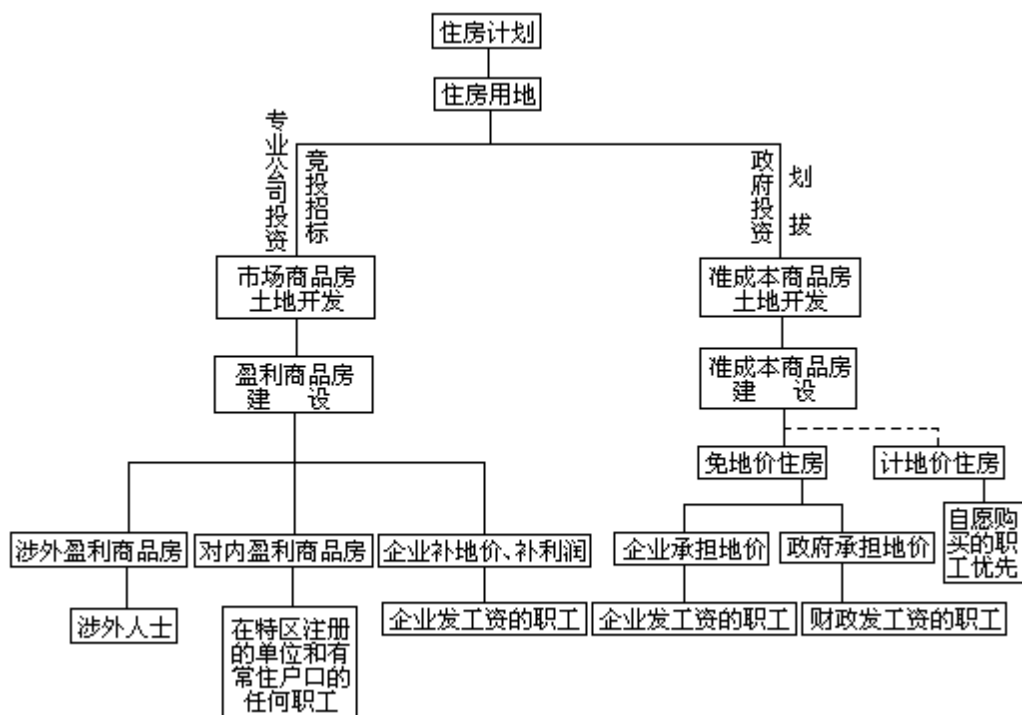 住房计划
住房用地
专业公司投资
竞投招标
政府投资
划拔
市场商品房
土地开发
准成本商品房
土地开发
盈利商品房
建 设
准成本商品房
建 设
免地价住房
计地价住房
涉外盈利商品房
对内盈利商品房
企业补地价、补利润
企业承担地价
政府承担地价
自愿购
买的职
工优先
涉外人士
在特区注册
的单位和有
常住户口的
任何职工
企业发工资的职工
企业发工资的职工
财政发工资的职工